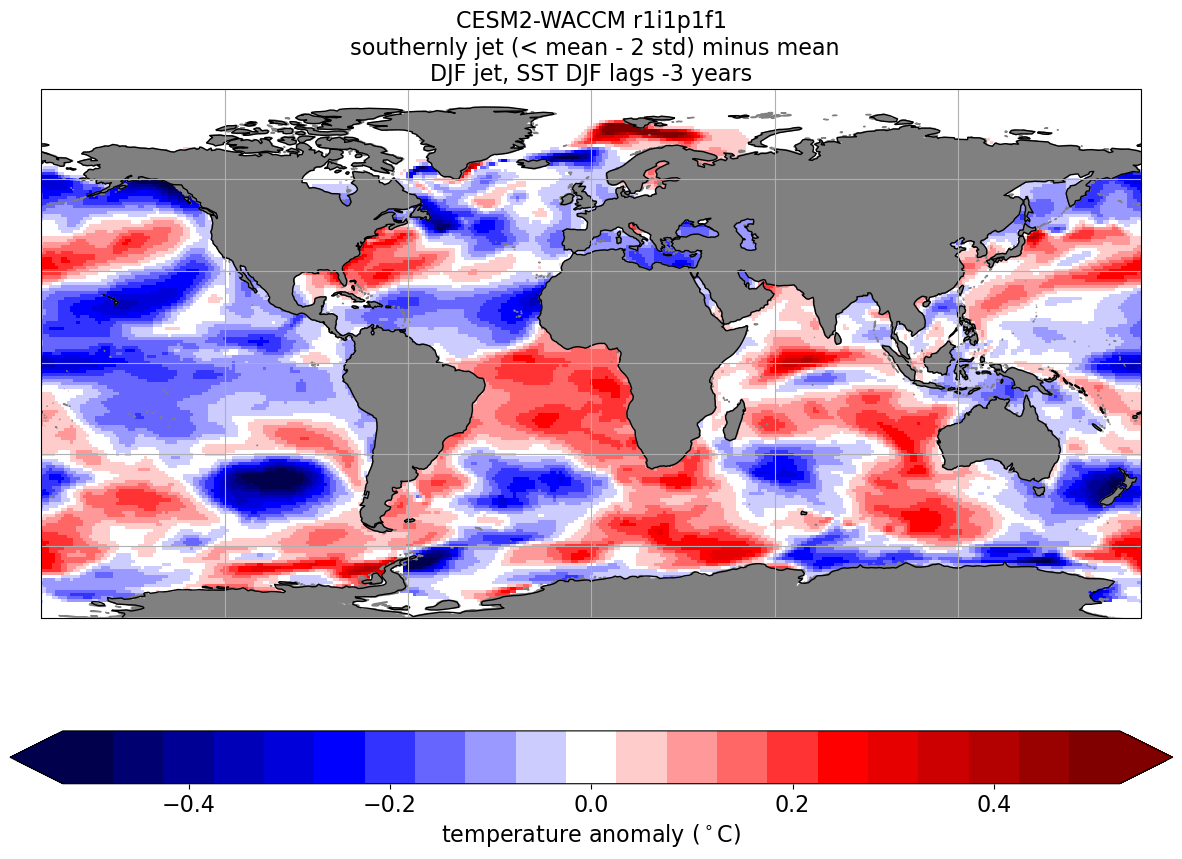 CESM2-WACCM r1i1p1f1
southernly jet (< mean - 2 std) minus mean
DJF jet, SST DJF lags -3 years
−0.4 −0.2 0.0 0.2 0.4
temperature anomaly (°C)